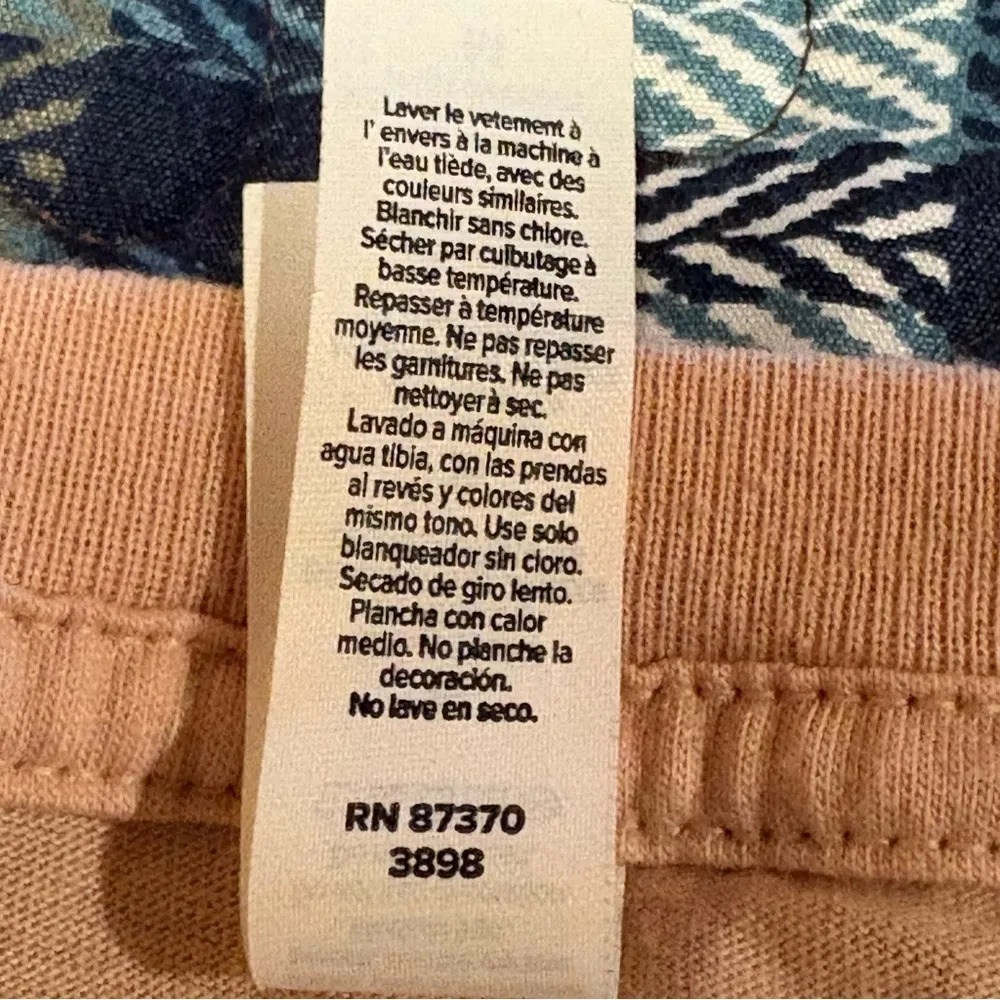 Laver le vetement à
l' envers à la machine à
l'eau tiède, avec des
couleurs similaires.
Blanchir sans chlore.
Sécher par culbutage à
basse température.
Repasser à température
moyenne. Ne pas repasser
les garnitures. Ne pas
nettoyer à sec.
Lavado a máquina con
agua tibia, con las prendas
al revés y colores del
mismo tono. Use solo
blanqueador sin cloro.
Secado de giro lento.
Plancha con calor
medio. No planche la
decoración.
No lave en seco.
RN 87370
3898